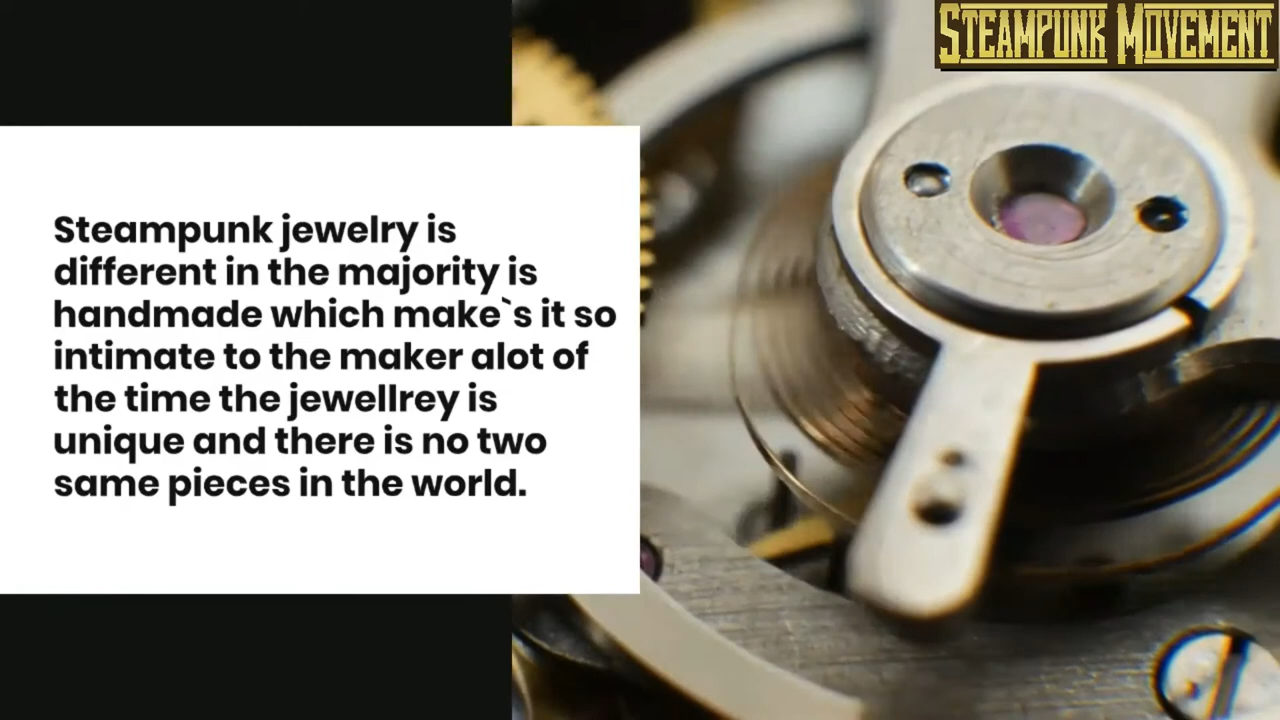 STEAMPUNK MOVEMENT
Steampunk jewelry is
different in the majority is
handmade which make`s it so
intimate to the maker alot of
the time the jewellrey is
unique and there is no two
same pieces in the world.